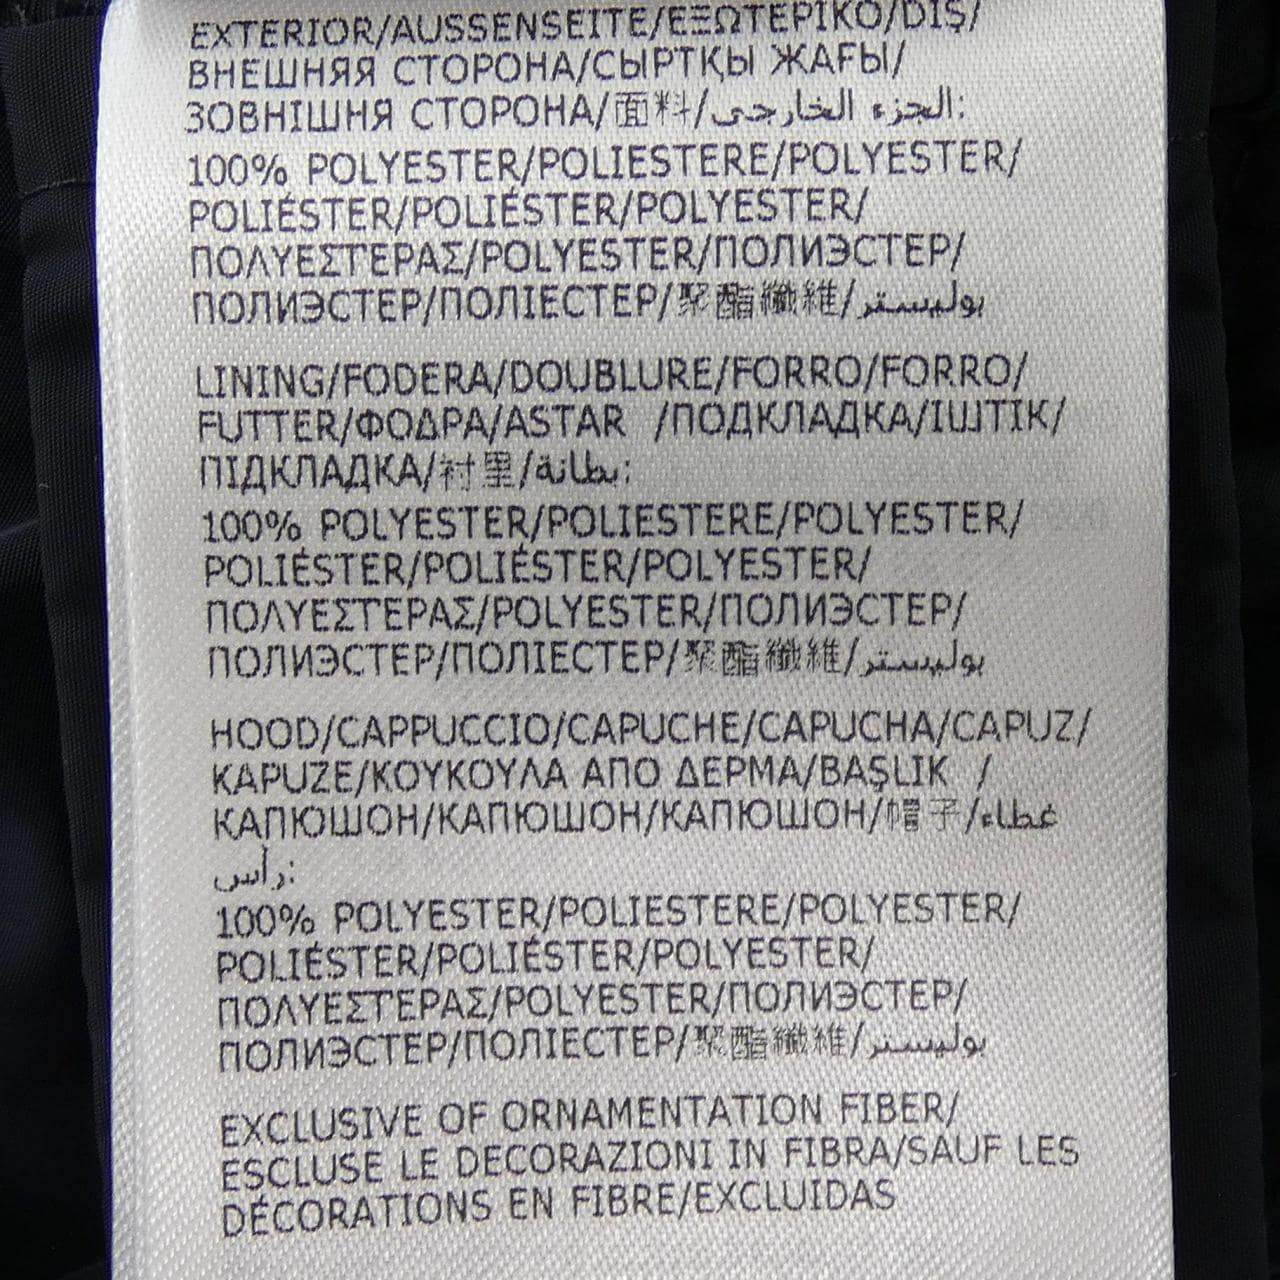 EXTERIOR/AUSSENSEITE/ΕΞΩΤΕΡΙΚΟ/DIŞ/
ВНЕШНЯЯ СТОРОНА/СЫРТҚЫ ЖАҒЫ/
ЗОВНІШНЯ СТОРОНА/面料/الجزء الخارجي:
100% POLYESTER/POLIESTERE/POLYESTER/
POLIÉSTER/POLIÉSTER/POLYESTER/
ΠΟΛΥΕΣΤΕΡΑΣ/POLYESTER/ПОЛИЭСТЕР/
ПОЛИЭСТЕР/ПОЛІЕСТЕР/聚酯纖維/بوليستر
LINING/FODERA/DOUBLURE/FORRO/FORRO/
FUTTER/ΦΟΔΡΑ/ASTAR /ПОДКЛАДКА/ІШТІК/
ПІДКЛАДКА/衬里/بطانة:
100% POLYESTER/POLIESTERE/POLYESTER/
POLIÉSTER/POLIÉSTER/POLYESTER/
ΠΟΛΥΕΣΤΕΡΑΣ/POLYESTER/ПОЛИЭСТЕР/
ПОЛИЭСТЕР/ПОЛІЕСТЕР/聚酯纖維/بوليستر
HOOD/CAPPUCCIO/CAPUCHE/CAPUCHA/CAPUZ/
KAPUZE/ΚΟΥΚΟΥΛΑ ΑΠΟ ΔΕΡΜΑ/BAŞLIK /
КАПЮШОН/КАПЮШОН/КАПЮШОН/帽子/غطاء
رأس:
100% POLYESTER/POLIESTERE/POLYESTER/
POLIÉSTER/POLIÉSTER/POLYESTER/
ΠΟΛΥΕΣΤΕΡΑΣ/POLYESTER/ПОЛИЭСТЕР/
ПОЛИЭСТЕР/ПОЛІЕСТЕР/聚酯纖維/بوليستر
EXCLUSIVE OF ORNAMENTATION FIBER/
ESCLUSE LE DECORAZIONI IN FIBRA/SAUF LES
DÉCORATIONS EN FIBRE/EXCLUIDAS